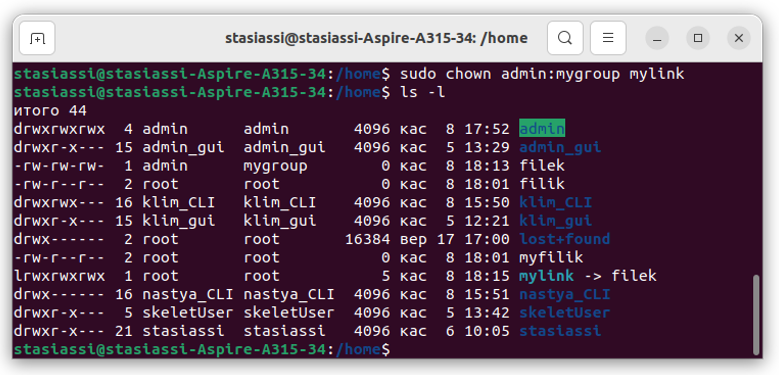 stasiassi@stasiassi-Aspire-A315-34: /home
stasiassi@stasiassi-Aspire-A315-34:/home$ sudo chown admin:mygroup mylink
stasiassi@stasiassi-Aspire-A315-34:/home$ ls -l
итого 44
drwxrwxrwx  4 admin      admin       4096 кас  8 17:52 admin
drwxr-x--- 15 admin_gui  admin_gui   4096 кас  5 13:29 admin_gui
-rw-rw-rw-  1 admin      mygroup        0 кас  8 18:13 filek
-rw-r--r--  2 root       root           0 кас  8 18:01 filik
drwxrwx--- 16 klim_CLI   klim_CLI    4096 кас  8 15:50 klim_CLI
drwxr-x--- 15 klim_gui   klim_gui    4096 кас  5 12:21 klim_gui
drwx------  2 root       root       16384 вер 17 17:00 lost+found
-rw-r--r--  2 root       root           0 кас  8 18:01 myfilik
lrwxrwxrwx  1 root       root           5 кас  8 18:15 mylink -> filek
drwx------ 16 nastya_CLI nastya_CLI  4096 кас  8 15:51 nastya_CLI
drwxr-x---  5 skeletUser skeletUser  4096 кас  5 13:42 skeletUser
drwxr-x--- 21 stasiassi  stasiassi   4096 кас  6 10:05 stasiassi
stasiassi@stasiassi-Aspire-A315-34:/home$